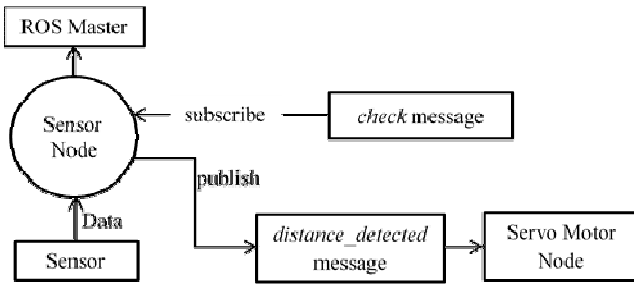 ROS Master
Sensor
Node
subscribe
check message
publish
Data
Sensor
distance_detected
message
Servo Motor
Node